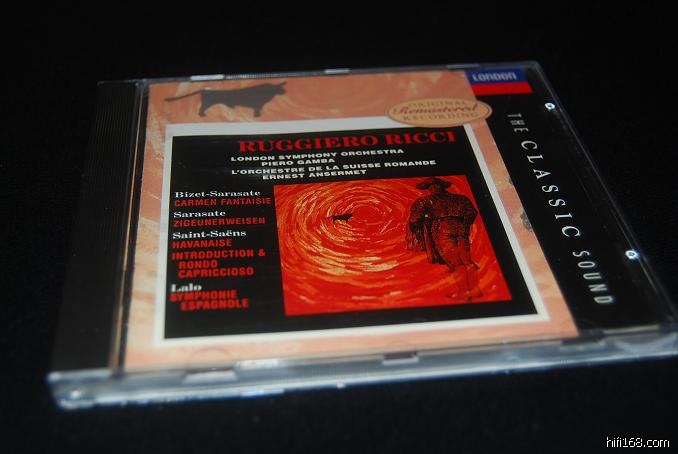 LONDON
ORIGINAL
Remastered
RECORDING
THE CLASSIC SOUND
RUGGIERO RICCI
LONDON SYMPHONY ORCHESTRA
PIERO GAMBA
L'ORCHESTRE DE LA SUISSE ROMANDE
ERNEST ANSERMET
Bizet-Sarasate
CARMEN FANTAISIE
Sarasate
ZIGEUNERWEISEN
Saint-Saëns
HAVANAISE
INTRODUCTION &
RONDO
CAPRICCIOSO
Lalo
SYMPHONIE
ESPAGNOLE
hifi168.com